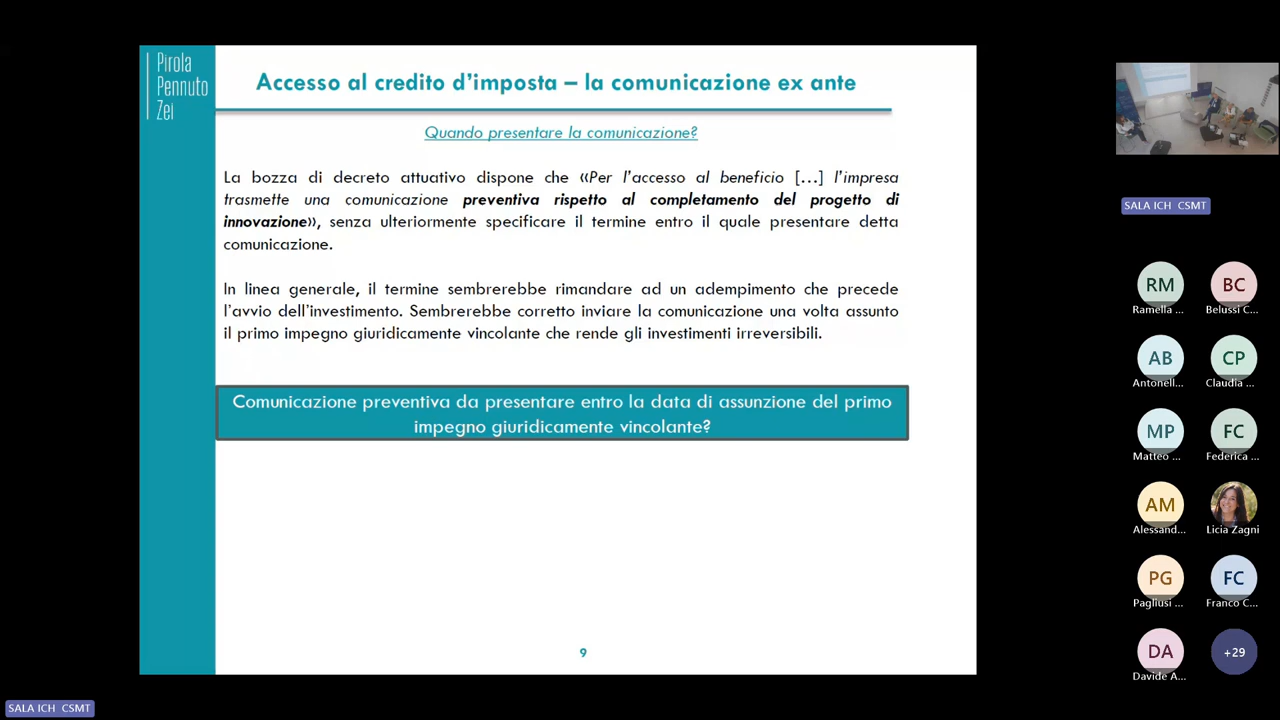 Pirola
Pennuto
Zei
Accesso al credito d'imposta – la comunicazione ex ante
Quando presentare la comunicazione?
La bozza di decreto attuativo dispone che «Per l'accesso al beneficio […] l'impresa
trasmette una comunicazione preventiva rispetto al completamento del progetto di
innovazione», senza ulteriormente specificare il termine entro il quale presentare detta
comunicazione.
In linea generale, il termine sembrerebbe rimandare ad un adempimento che precede
l'avvio dell'investimento. Sembrerebbe corretto inviare la comunicazione una volta assunto
il primo impegno giuridicamente vincolante che rende gli investimenti irreversibili.
Comunicazione preventiva da presentare entro la data di assunzione del primo
impegno giuridicamente vincolante?
9
SALA ICH CSMT
RM
Ramella ...
BC
Belussi C...
AB
Antonell...
CP
Claudia ...
MP
Matteo ...
FC
Federica ...
AM
Alessand...
Licia Zagni
PG
Pagliusi ...
FC
Franco C...
DA
Davide A...
+29
SALA ICH CSMT